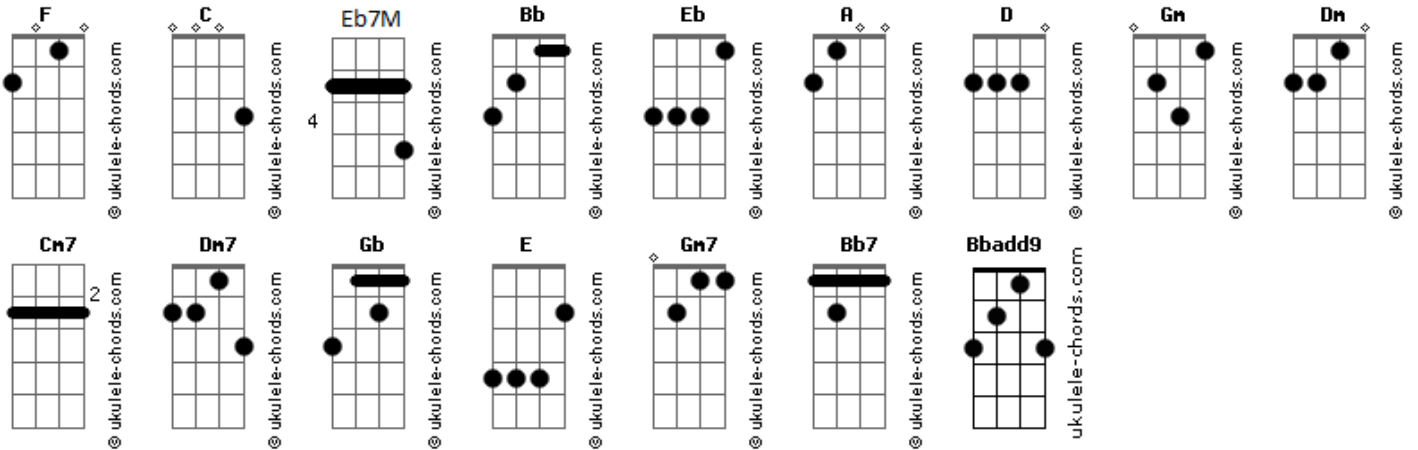 F C Eb7M Bb Eb A D Gm Dm
4
© ukulele-chords.com © ukulele-chords.com © ukulele-chords.com © ukulele-chords.com © ukulele-chords.com © ukulele-chords.com © ukulele-chords.com © ukulele-chords.com © ukulele-chords.com
Cm7 Dm7 Gb E Gm7 Bb7 Bbadd9
2
© ukulele-chords.com © ukulele-chords.com © ukulele-chords.com © ukulele-chords.com © ukulele-chords.com © ukulele-chords.com ukulele-chords.com